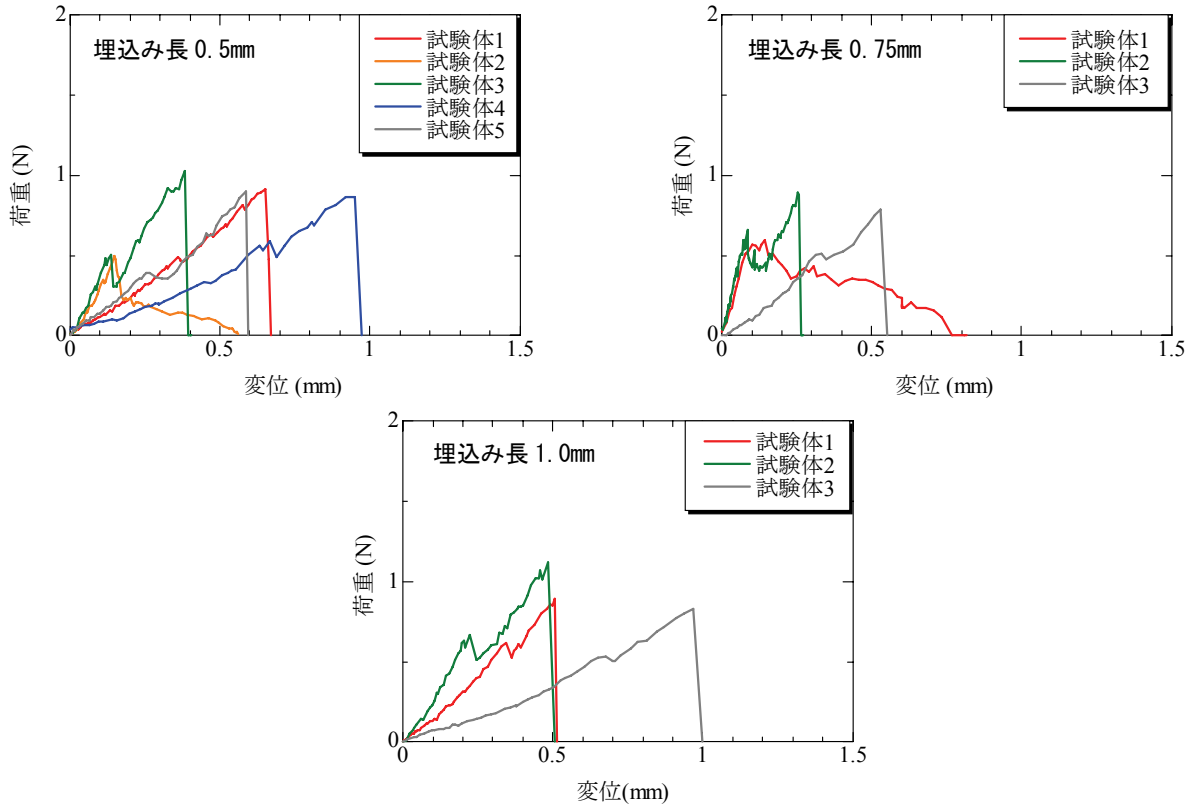 埋込み長 0.5mm
試験体1
試験体2
試験体3
試験体4
試験体5
2
1
0
荷重 (N)
0
0.5
1
1.5
変位 (mm)
埋込み長 0.75mm
試験体1
試験体2
試験体3
2
1
0
荷重 (N)
0
0.5
1
1.5
変位 (mm)
埋込み長 1.0mm
試験体1
試験体2
試験体3
2
1
0
荷重 (N)
0
0.5
1
1.5
変位(mm)